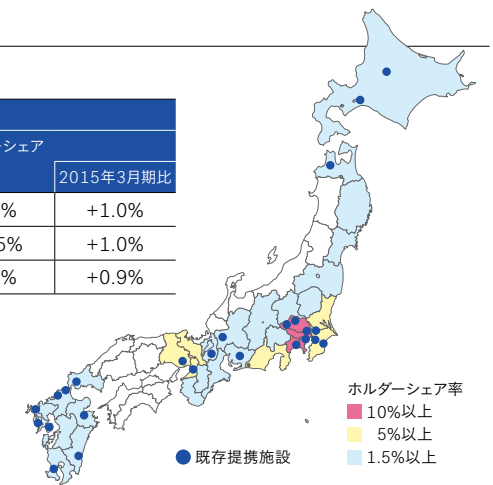 シェア
2015年3月期比
% +1.0%
5% +1.0%
% +0.9%
ホルダーシェア率
10%以上
5%以上
1.5%以上
既存提携施設